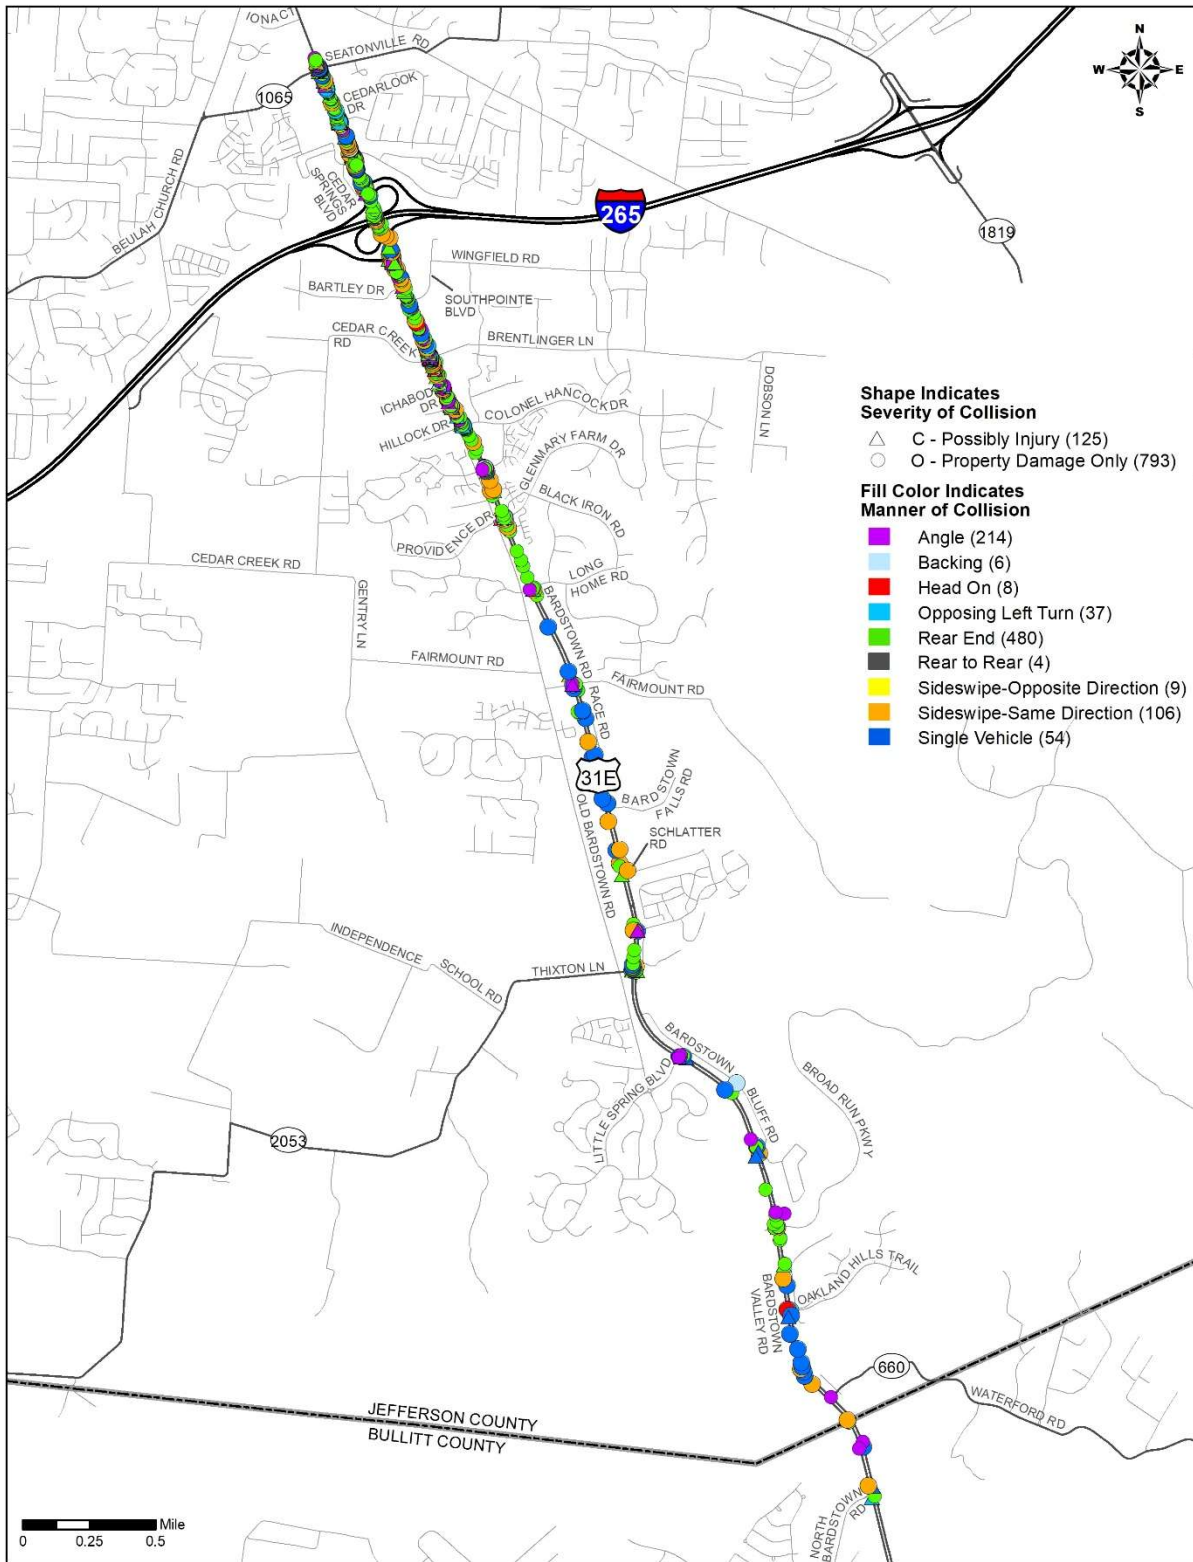 IONA CT
SEATONVILLE RD
N
W E
S
1065
CEDARLOOK
DR
BEULAH CHURCH RD
CEDAR
SPRINGS
BLVD
265
1819
WINGFIELD RD
BARTLEY DR
SOUTHPOINTE
BLVD
CEDAR CREEK
RD
BRENTLINGER LN
DOBSON LN
ICHABOD
DR
COLONEL HANCOCK DR
HILLOCK DR
GLENMARY FARM DR
Shape Indicates
Severity of Collision
C - Possibly Injury (125)
O - Property Damage Only (793)
Fill Color Indicates
Manner of Collision
Angle (214)
Backing (6)
Head On (8)
Opposing Left Turn (37)
Rear End (480)
Rear to Rear (4)
Sideswipe-Opposite Direction (9)
Sideswipe-Same Direction (106)
Single Vehicle (54)
BLACK IRON RD
PROVIDENCE DR
CEDAR CREEK RD
LONG
HOME RD
GENTRY LN
BARDSTOWN RD
RACE RD
FAIRMOUNT RD
FAIRMOUNT RD
31E
BARDSTOWN
FALLS RD
OLD BARDSTOWN RD
SCHLATTER
RD
INDEPENDENCE
SCHOOL RD
THIXTON LN
BARDSTOWN
BLUFF RD
LITTLE SPRING BLVD
BROAD RUN PKWY
2053
OAKLAND HILLS TRAIL
BARDSTOWN
VALLEY RD
660
WATERFORD RD
JEFFERSON COUNTY
BULLITT COUNTY
NORTH
BARDSTOWN
RD
Mile
0 0.25 0.5